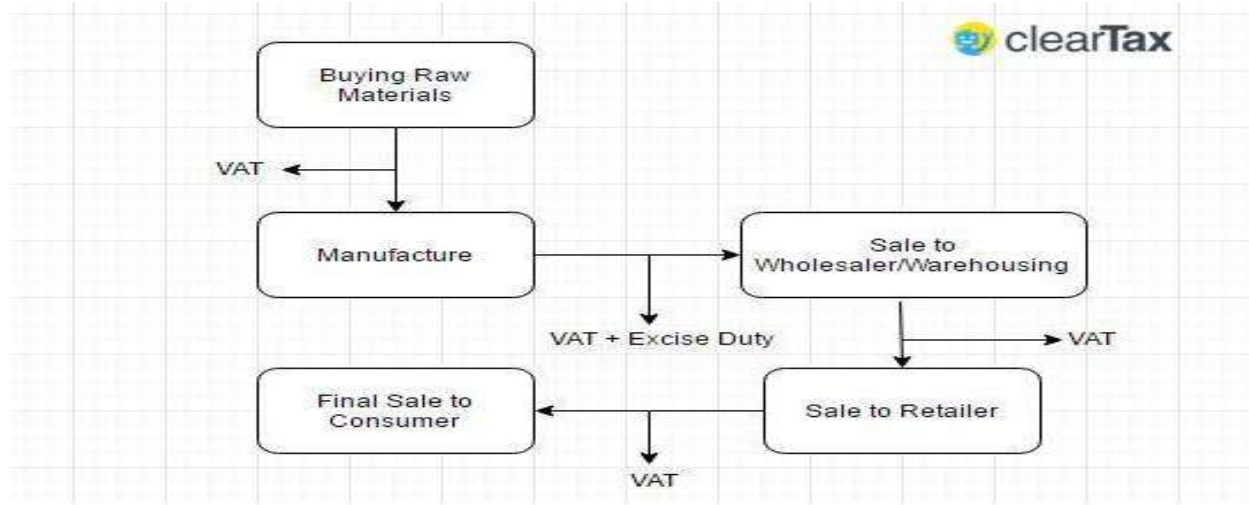 clearTax
Buying Raw
Materials
VAT
Manufacture
Sale to
Wholesaler/Warehousing
VAT + Excise Duty
VAT
Final Sale to
Consumer
Sale to Retailer
VAT